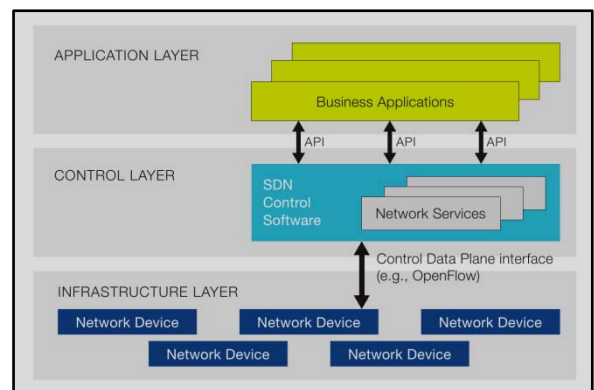 APPLICATION LAYER
Business Applications
API
API
API
CONTROL LAYER
SDN
Control
Software
Network Services
Control Data Plane interface
(e.g., OpenFlow)
INFRASTRUCTURE LAYER
Network Device
Network Device
Network Device
Network Device
Network Device